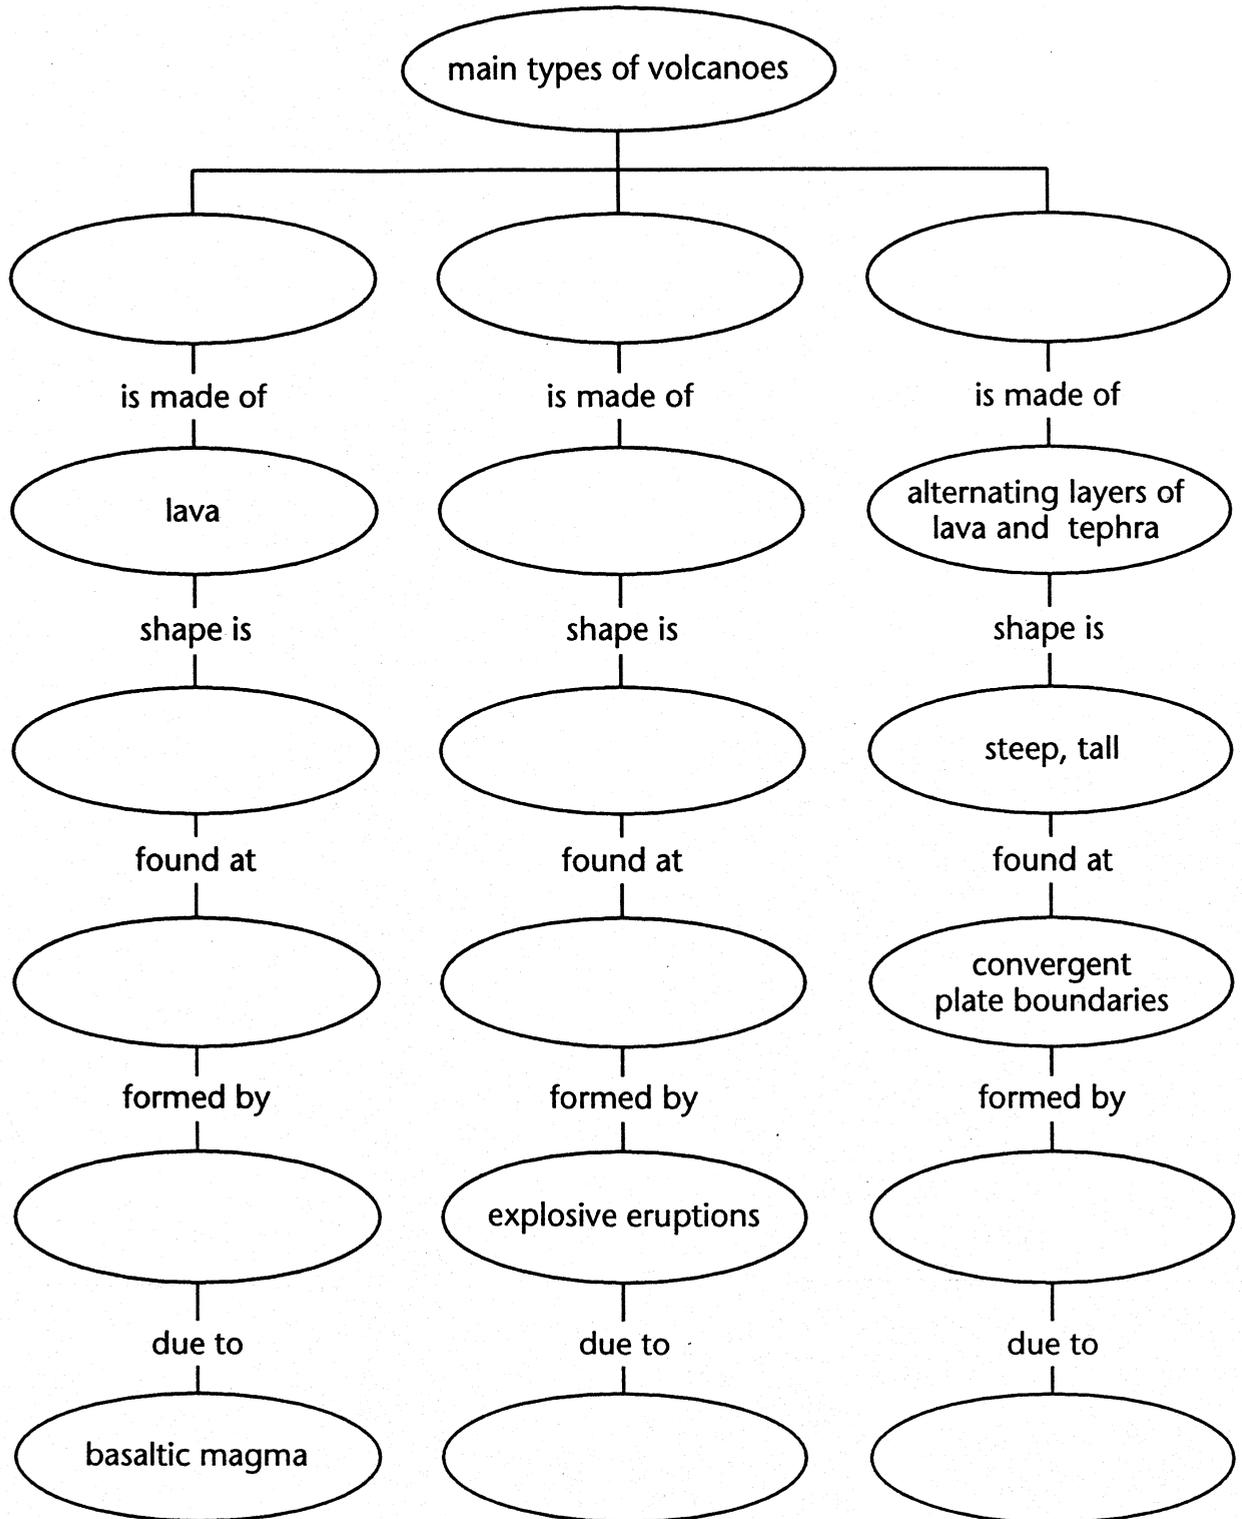 main types of volcanoes
is made of
is made of
is made of
lava
alternating layers of
lava and tephra
shape is
shape is
shape is
steep, tall
found at
found at
found at
convergent
plate boundaries
formed by
formed by
formed by
explosive eruptions
due to
due to
due to
basaltic magma